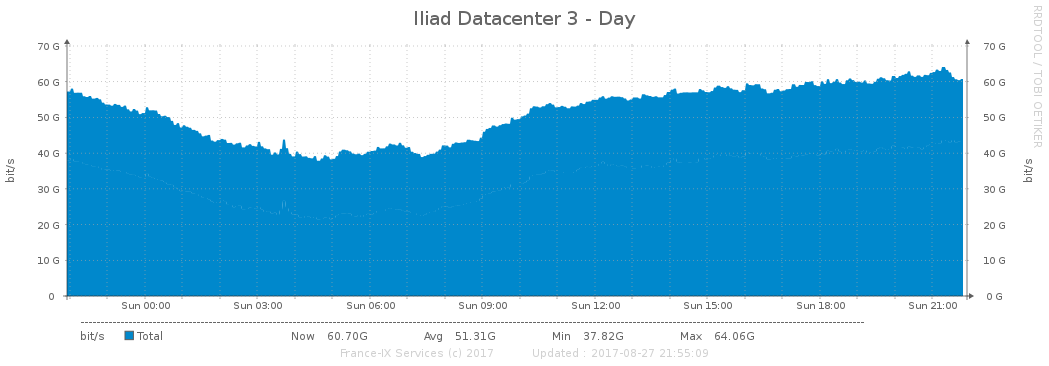 Iliad Datacenter 3 - Day
RRDTOOL / TOBI OETIKER
70 G 70 G
60 G 60 G
50 G 50 G
40 G 40 G
30 G 30 G
20 G 20 G
10 G 10 G
0 0 G
bit/s bit/s
Sun 00:00 Sun 03:00 Sun 06:00 Sun 09:00 Sun 12:00 Sun 15:00 Sun 18:00 Sun 21:00
bit/s Total Now 60.70G Avg 51.31G Min 37.82G Max 64.06G
France-IX Services (c) 2017 Updated : 2017-08-27 21:55:09